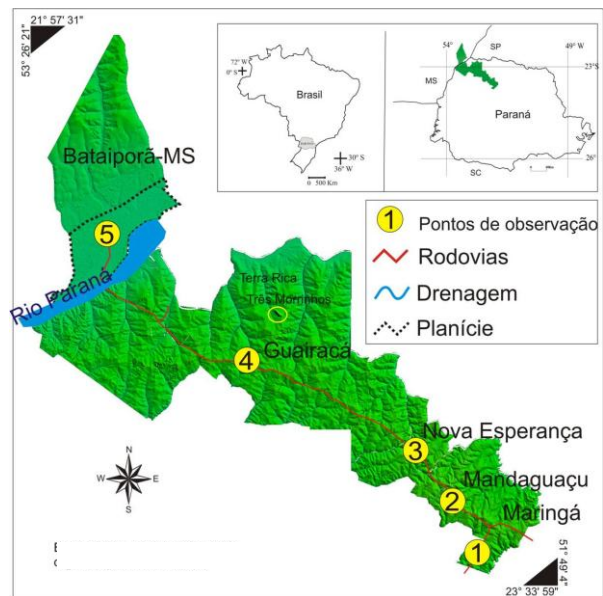 21° 57' 31"
53° 26' 21"
Bataiporã-MS
5
Rio Paraná
72° W
0° S
Brasil
30° S
36° W
0 500 Km
54°
49° W
SP
23°S
MS
Paraná
26°
SC
1 Pontos de observação
Rodovias
Drenagem
Planície
Terra Rica
Três Morrinhos
4
Guairaca
3
Nova Esperança
2
Mandaguaçu
Maringá
1
N
W E
S
51° 49' 4"
23° 33' 59"